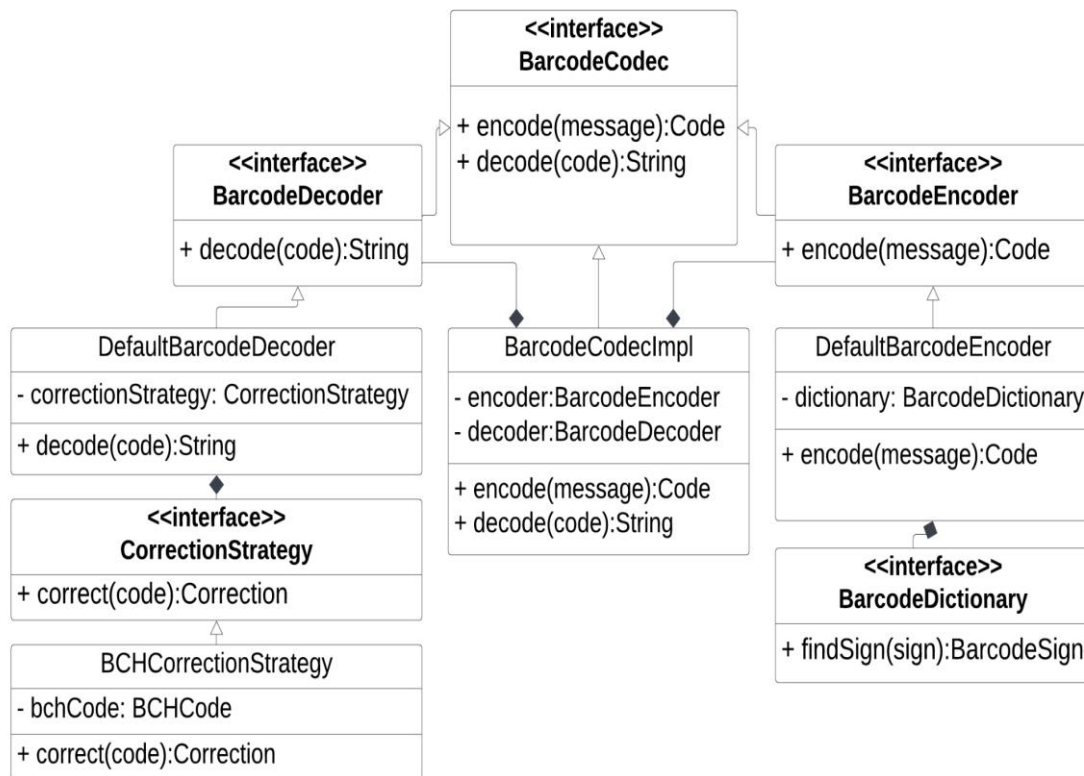 <<interface>>
BarcodeCodec
+ encode(message):Code
+ decode(code):String
<<interface>>
BarcodeDecoder
+ decode(code):String
<<interface>>
BarcodeEncoder
+ encode(message):Code
DefaultBarcodeDecoder
- correctionStrategy: CorrectionStrategy
+ decode(code):String
BarcodeCodecImpl
- encoder:BarcodeEncoder
- decoder:BarcodeDecoder
+ encode(message):Code
+ decode(code):String
DefaultBarcodeEncoder
- dictionary: BarcodeDictionary
+ encode(message):Code
<<interface>>
CorrectionStrategy
+ correct(code):Correction
<<interface>>
BarcodeDictionary
+ findSign(sign):BarcodeSign
BCHCorrectionStrategy
- bchCode: BCHCode
+ correct(code):Correction